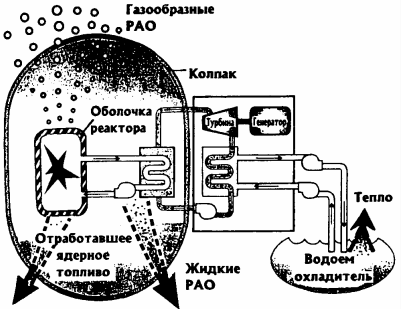 Газообразные
РАО
Колпак
Оболочка
реактора
Турбина
Генератор
Тепло
Отработавшее
ядерное
топливо
Жидкие
РАО
Водоем
охладитель